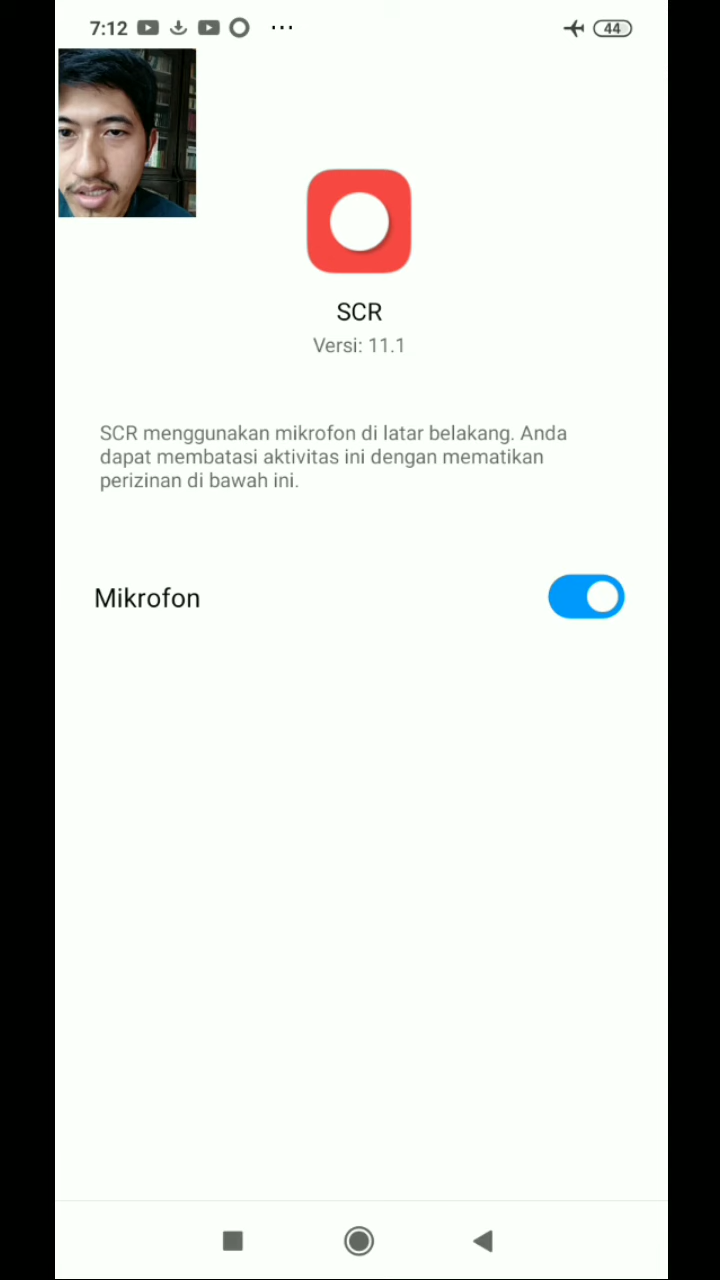 7:12
44
SCR
Versi: 11.1
SCR menggunakan mikrofon di latar belakang. Anda
dapat membatasi aktivitas ini dengan mematikan
perizinan di bawah ini.
Mikrofon